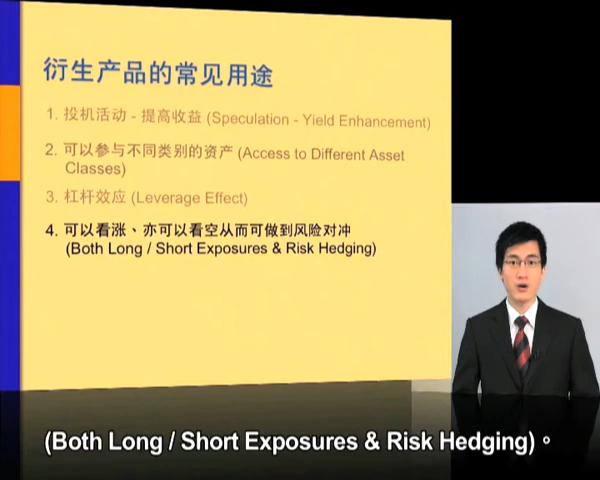 衍生产品的常见用途
1. 投机活动 - 提高收益 (Speculation - Yield Enhancement)
2. 可以参与不同类别的资产 (Access to Different Asset
Classes)
3. 杠杆效应 (Leverage Effect)
4. 可以看涨、亦可以看空从而可做到风险对冲
(Both Long / Short Exposures & Risk Hedging)
(Both Long / Short Exposures & Risk Hedging)。